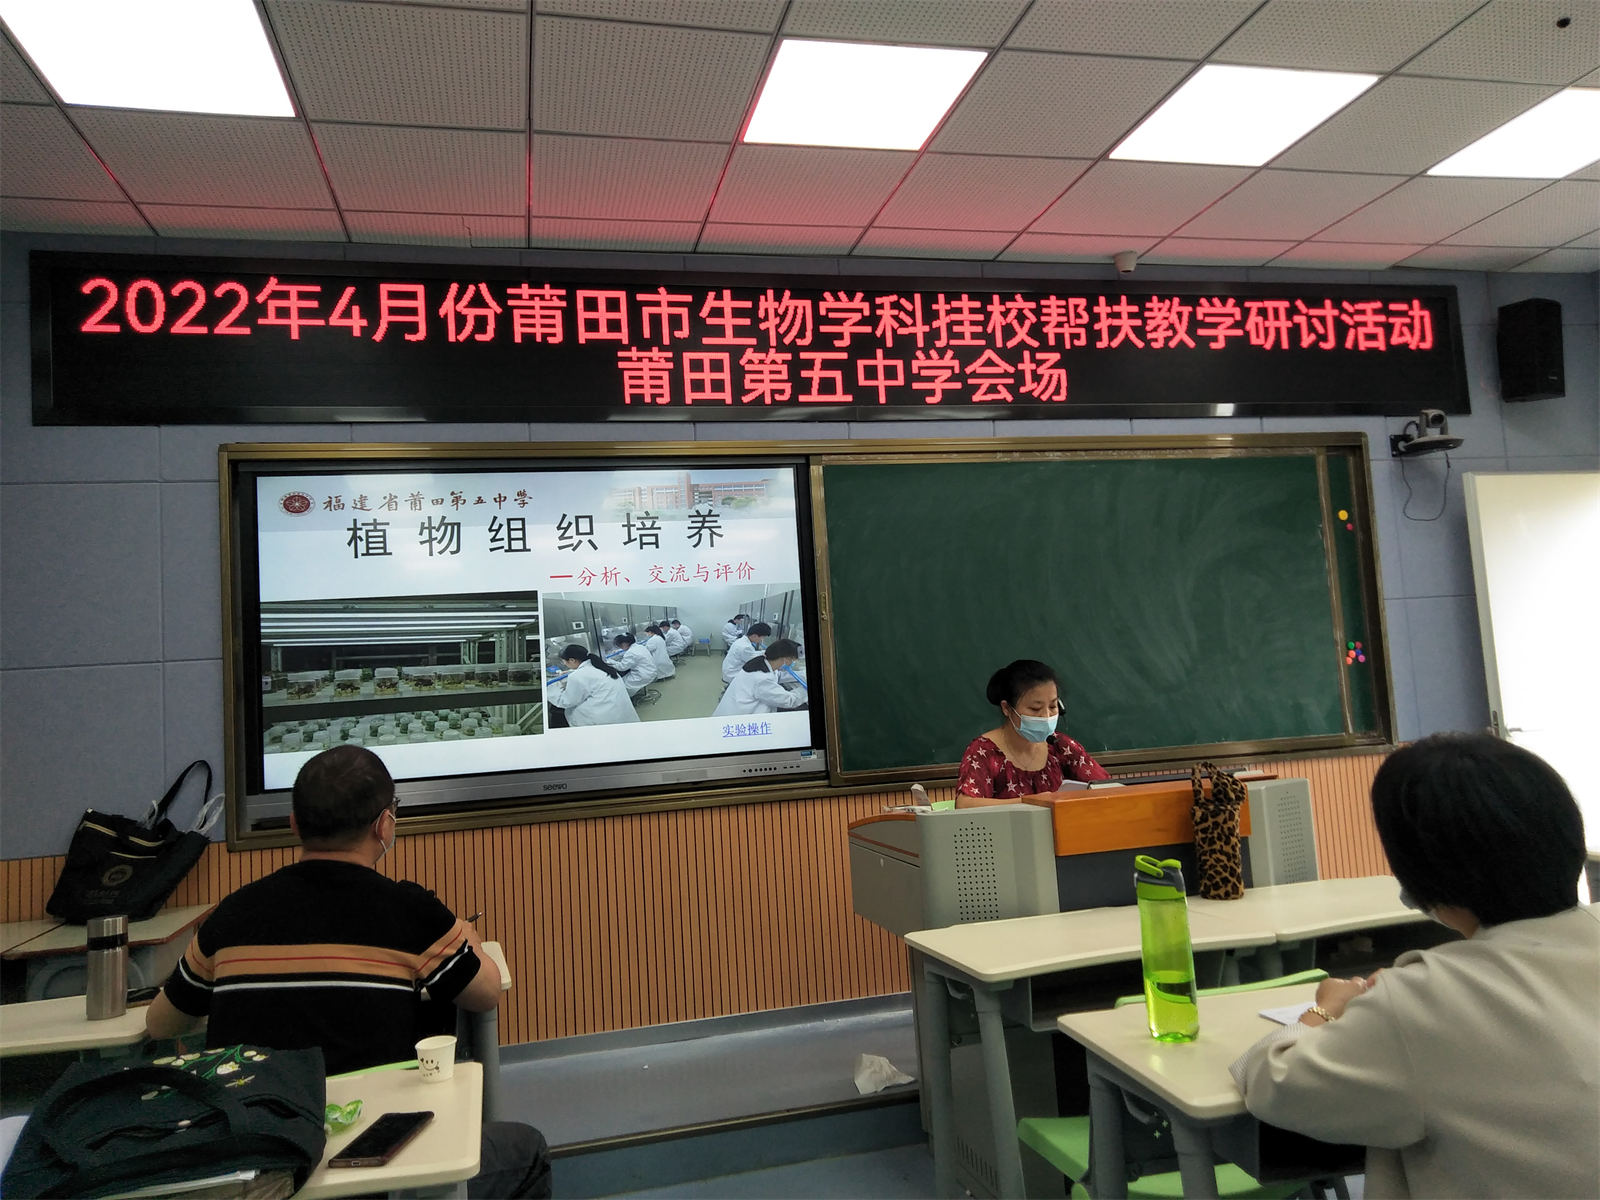 2022年4月份莆田市生物学科挂校帮扶教学研讨活动
莆田第五中学会场
福建省莆田第五中学
植物组织培养
—分析、交流与评价
实验操作
seewo